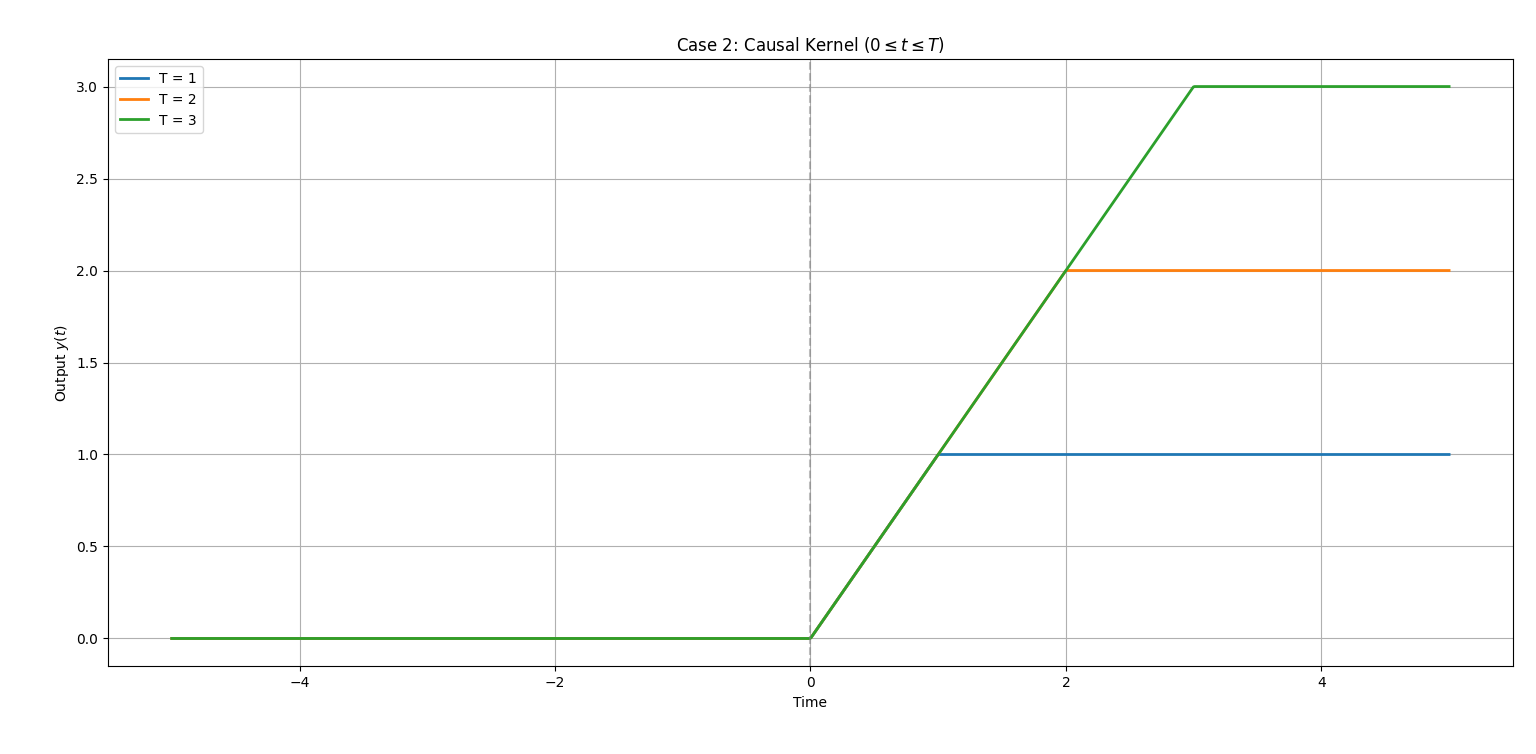 Case 2: Causal Kernel (0 ≤ t ≤ T)
T = 1
T = 2
T = 3
3.0
2.5
2.0
1.5
1.0
0.5
0.0
Output y(t)
−4
−2
0
2
4
Time